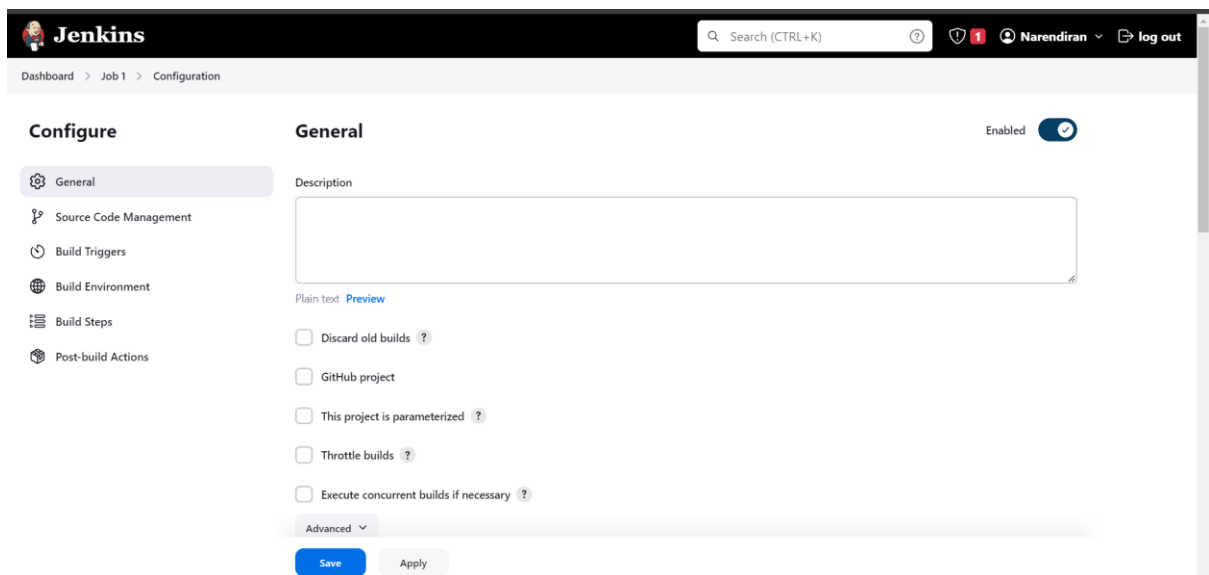 Jenkins
Search (CTRL+K)
?
1
Narendiran
log out
Dashboard > Job 1 > Configuration
Configure
General
Source Code Management
Build Triggers
Build Environment
Build Steps
Post-build Actions
General
Enabled
Description
Plain text Preview
Discard old builds ?
GitHub project
This project is parameterized ?
Throttle builds ?
Execute concurrent builds if necessary ?
Advanced
Save Apply